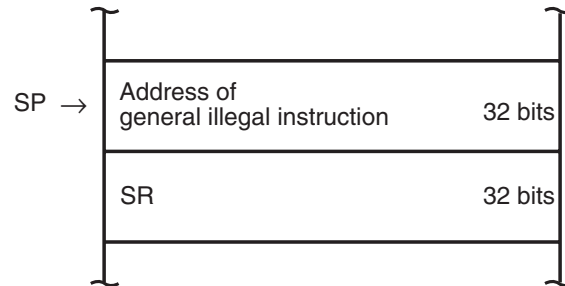 SP →
Address of
general illegal instruction
32 bits
SR
32 bits